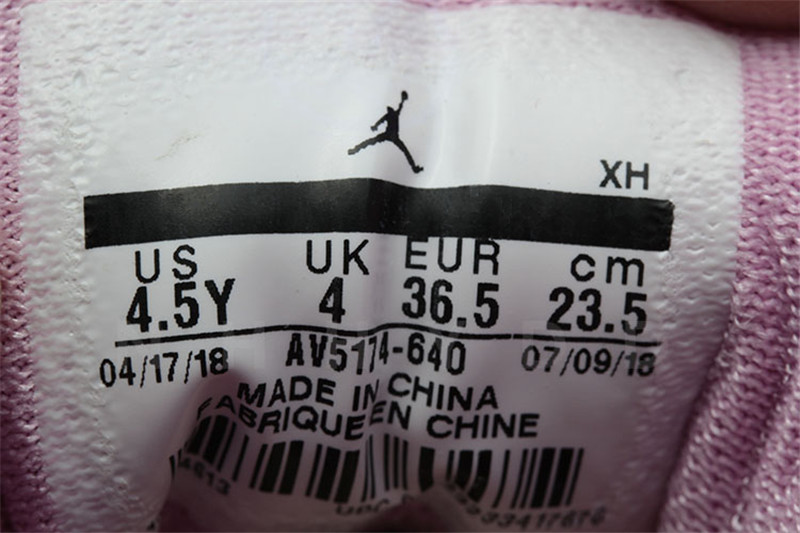 XH
US UK EUR cm
4.5Y 4 36.5 23.5
04/17/18 AV5174-640 07/09/18
MADE IN CHINA
FABRIQUE EN CHINE